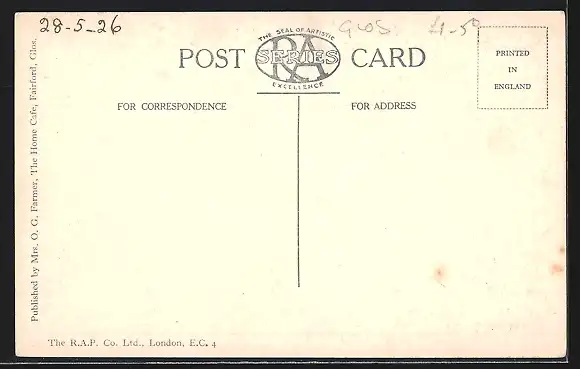 28-5-26
GLOS.
£1-50
POST CARD
THE SEAL OF ARTISTIC
RA
SERIES
EXCELLENCE
PRINTED
IN
ENGLAND
FOR CORRESPONDENCE
FOR ADDRESS
Published by Mrs. O. G. Farmer, The Home Cafe, Fairford, Glos.
The R.A.P. Co. Ltd., London, E.C. 4